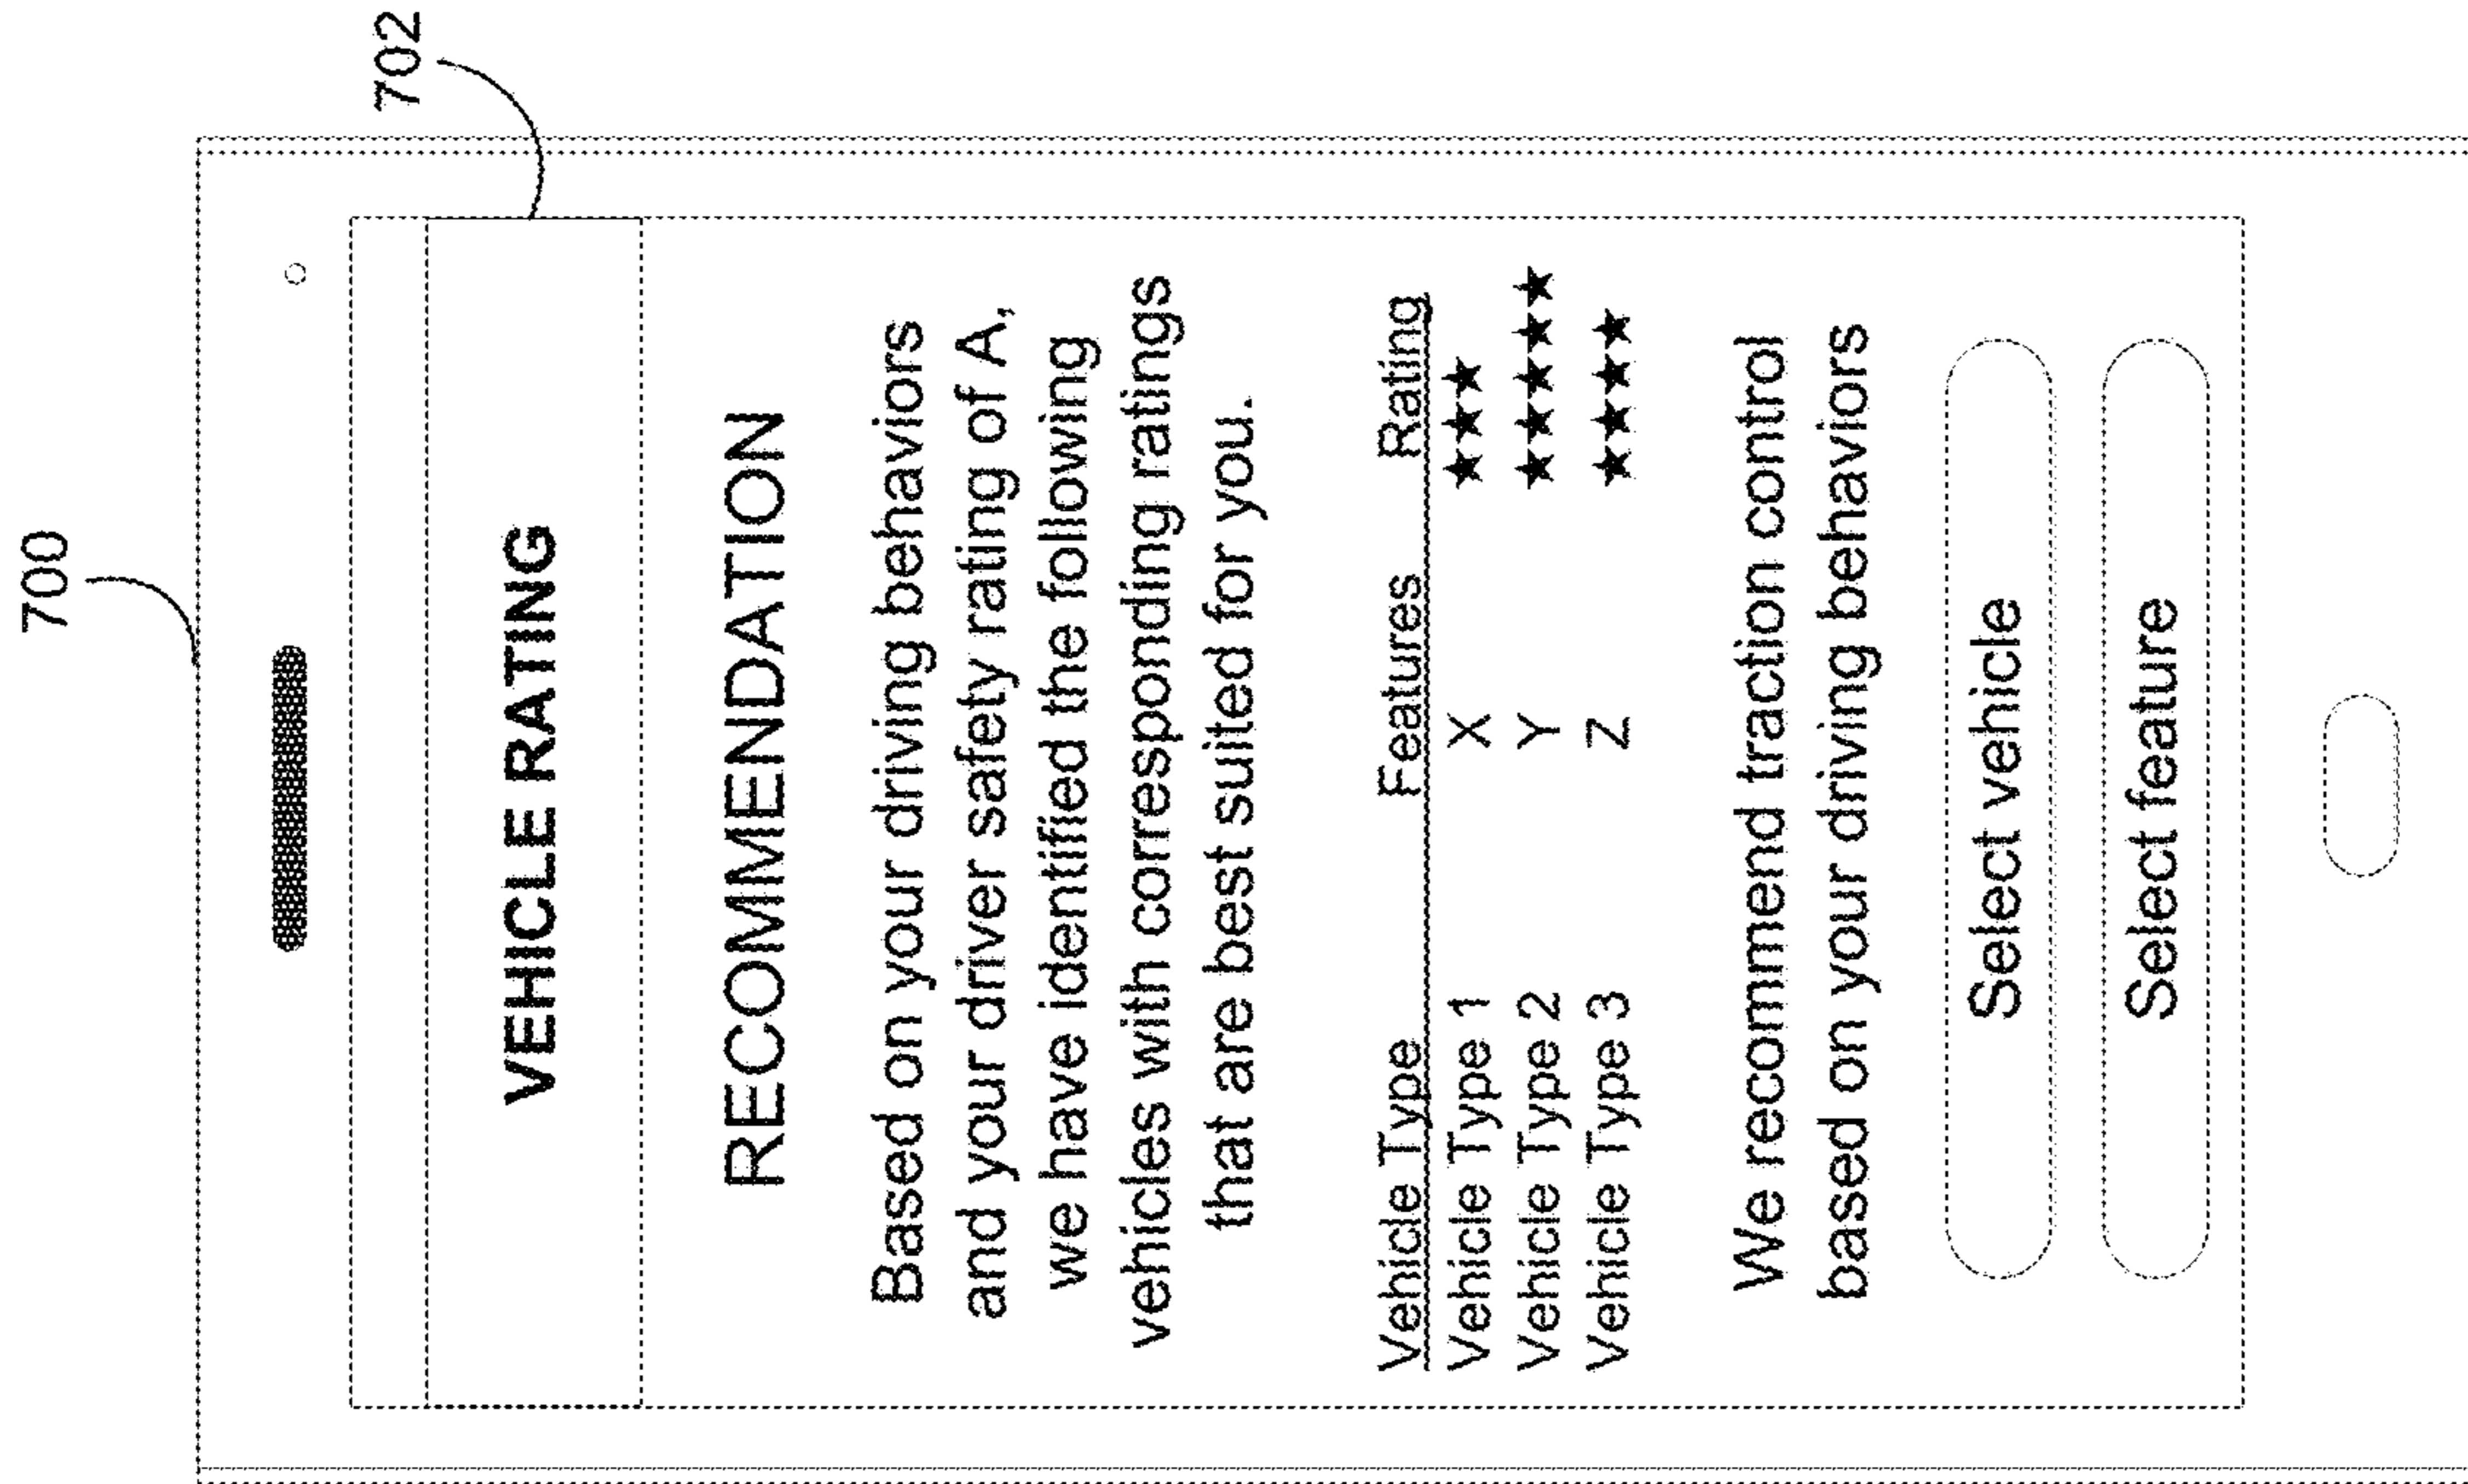 700
702
VEHICLE RATING
RECOMMENDATION
Based on your driving behaviors
and your driver safety rating of A,
we have identified the following
vehicles with corresponding ratings
that are best suited for you.
Vehicle Type Features Rating
Vehicle Type 1 X ★★★
Vehicle Type 2 Y ★★★★★
Vehicle Type 3 Z ★★★★
We recommend traction control
based on your driving behaviors
Select vehicle
Select feature